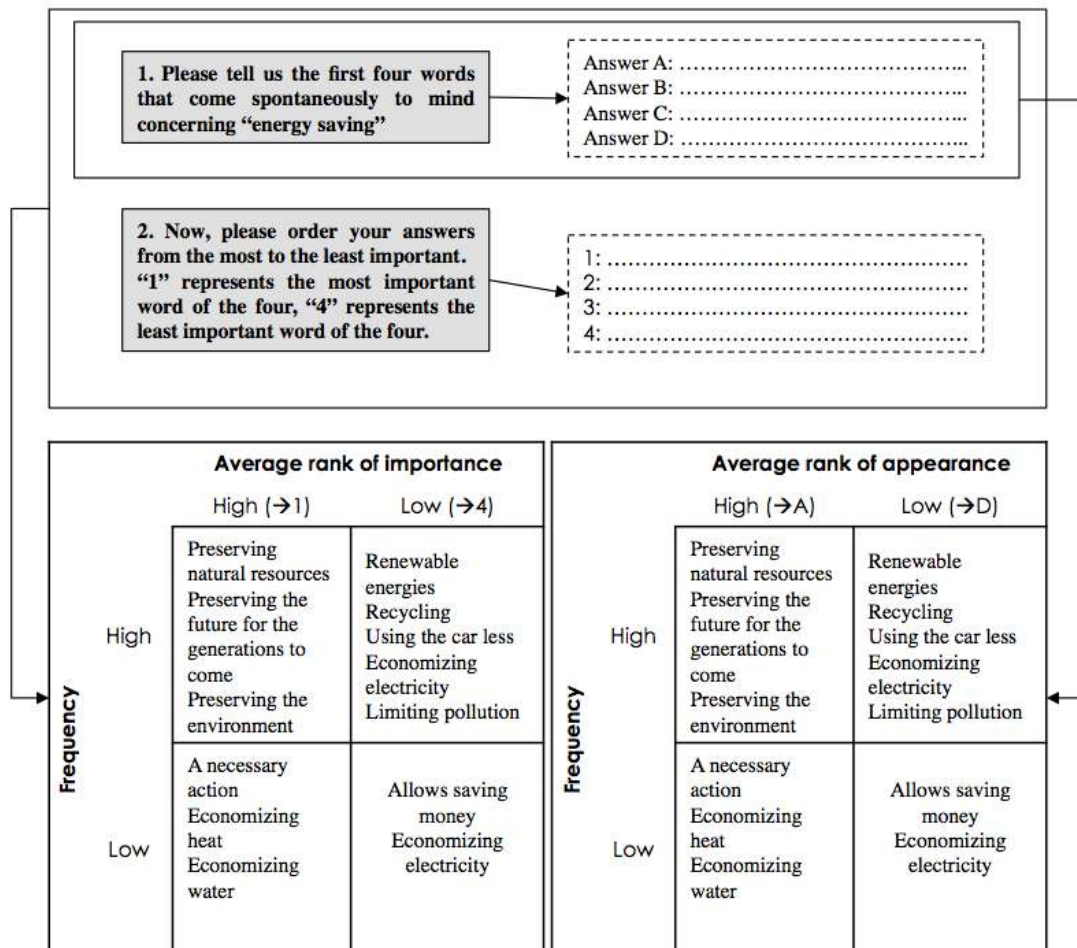 1. Please tell us the first four words
that come spontaneously to mind
concerning “energy saving”
Answer A: …………………………………...
Answer B: …………………………………...
Answer C: …………………………………...
Answer D: …………………………………...
2. Now, please order your answers
from the most to the least important.
“1” represents the most important
word of the four, “4” represents the
least important word of the four.
1: ……………………………………………
2: ……………………………………………
3: ……………………………………………
4: ……………………………………………
Average rank of importance
High (→1)
Low (→4)
Frequency
High
Preserving
natural resources
Preserving the
future for the
generations to
come
Preserving the
environment
Renewable
energies
Recycling
Using the car less
Economizing
electricity
Limiting pollution
Low
A necessary
action
Economizing
heat
Economizing
water
Allows saving
money
Economizing
electricity
Average rank of appearance
High (→A)
Low (→D)
Frequency
High
Preserving
natural resources
Preserving the
future for the
generations to
come
Preserving the
environment
Renewable
energies
Recycling
Using the car less
Economizing
electricity
Limiting pollution
Low
A necessary
action
Economizing
heat
Economizing
water
Allows saving
money
Economizing
electricity